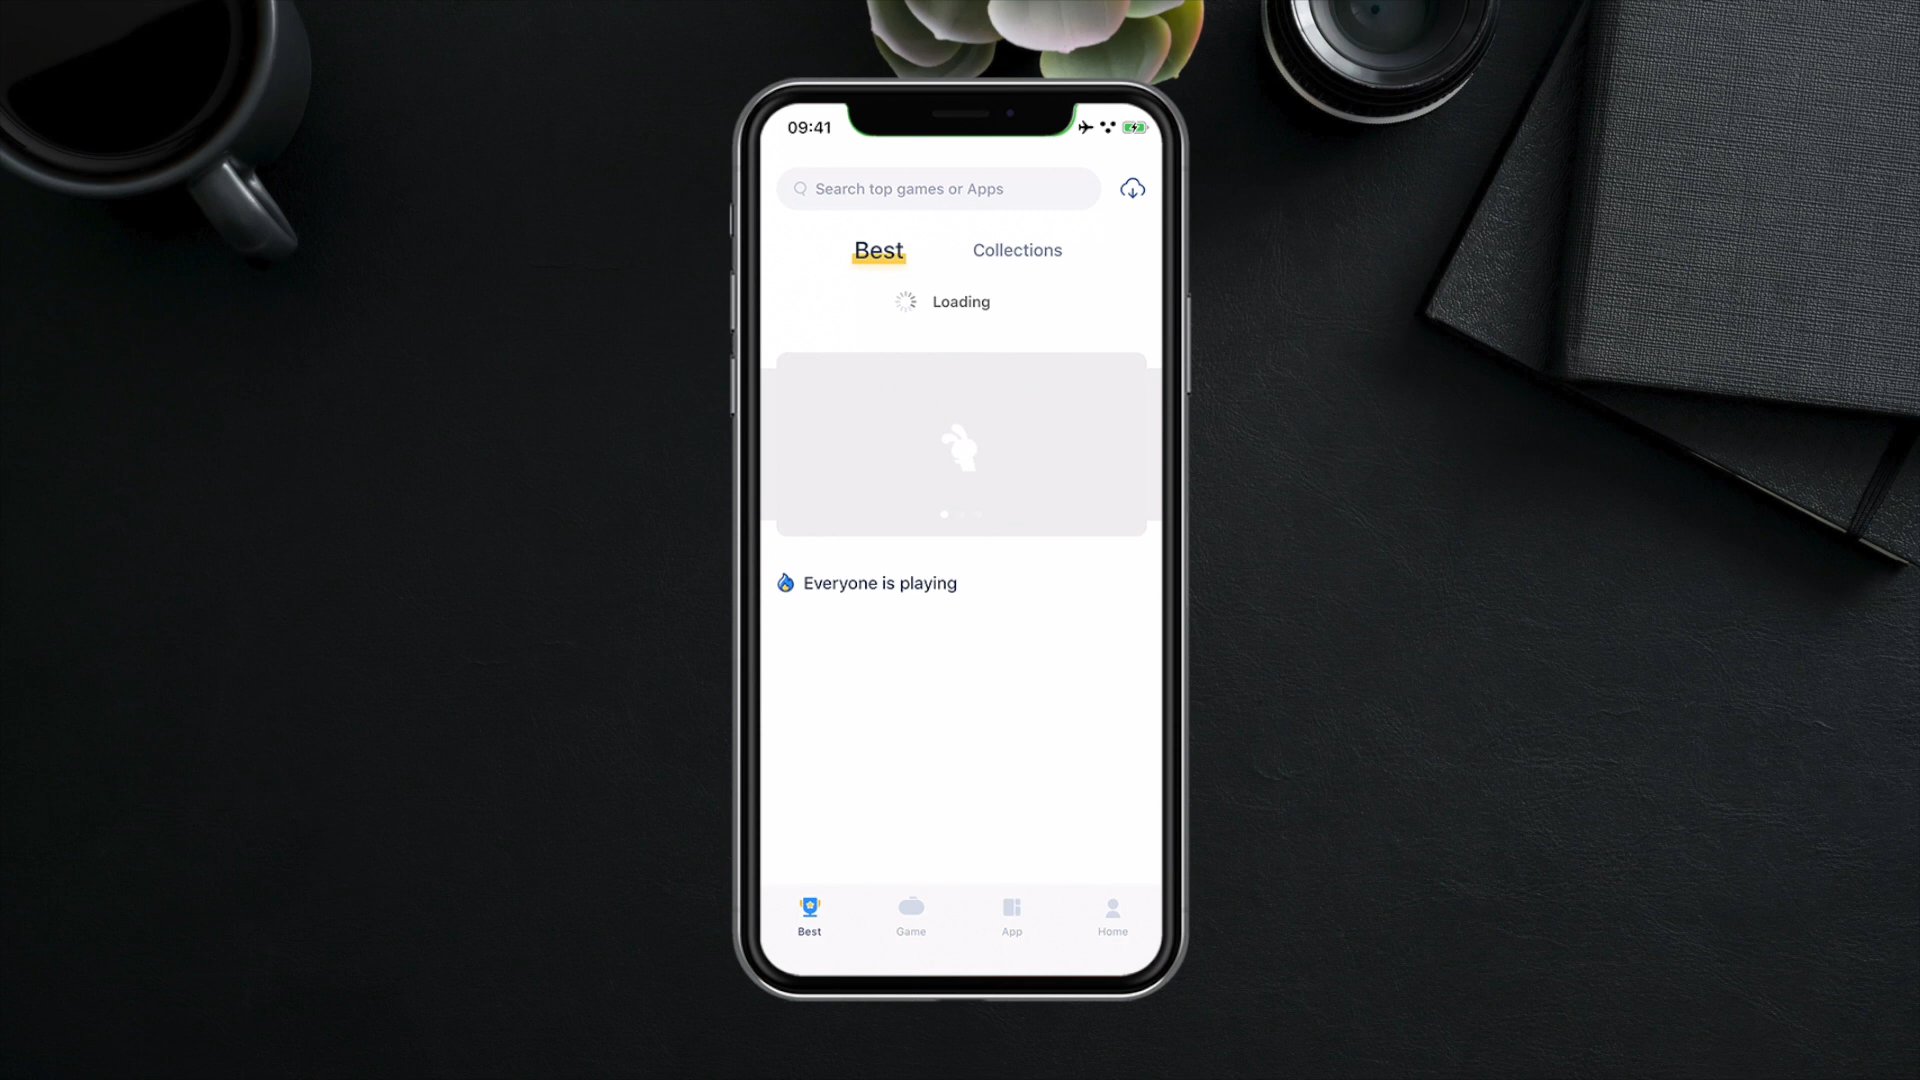 09:41
Search top games or Apps
Best
Collections
Loading
Everyone is playing
Best
Game
App
Home